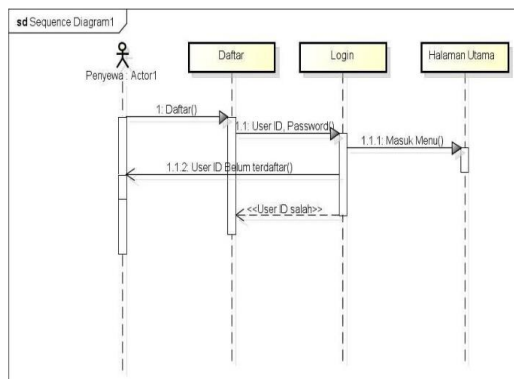 sd Sequence Diagram1
Penyewa : Actor1
Daftar
Login
Halaman Utama
1: Daftar()
1.1: User ID, Password()
1.1.1: Masuk Menu()
1.1.2: User ID Belum terdaftar()
<<User ID salah>>